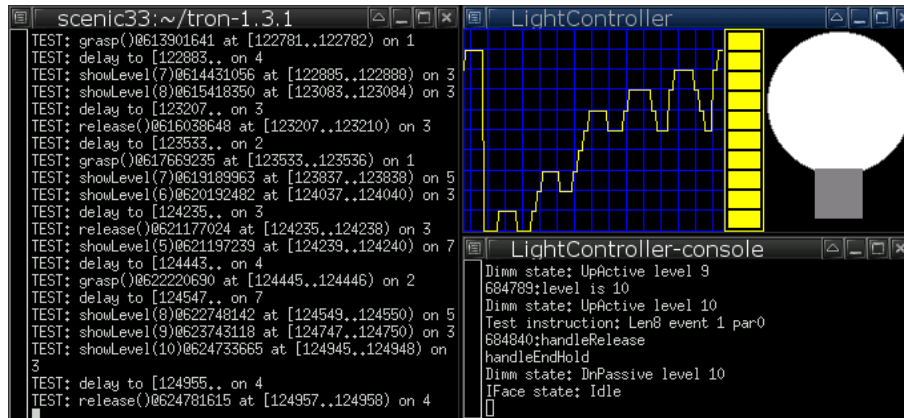 scenic33:~/tron-1.3.1
TEST: grasp()@613901641 at [122781..122782) on 1
TEST: delay to [122883.. on 4
TEST: showLevel(7)@614431056 at [122885..122888) on 3
TEST: showLevel(8)@615418350 at [123083..123084) on 3
TEST: delay to [123207.. on 3
TEST: release()@616038648 at [123207..123210) on 3
TEST: delay to [123533.. on 2
TEST: grasp()@617669235 at [123533..123536) on 1
TEST: showLevel(7)@619189963 at [123837..123838) on 5
TEST: showLevel(6)@620192482 at [124037..124040) on 3
TEST: delay to [124235.. on 3
TEST: release()@621177024 at [124235..124238) on 3
TEST: showLevel(5)@621197239 at [124239..124240) on 7
TEST: delay to [124443.. on 4
TEST: grasp()@622220690 at [124445..124446) on 2
TEST: delay to [124547.. on 7
TEST: showLevel(8)@622748142 at [124549..124550) on 5
TEST: showLevel(9)@623743118 at [124747..124750) on 3
TEST: showLevel(10)@624733665 at [124945..124948) on
3
TEST: delay to [124955.. on 4
TEST: release()@624781615 at [124957..124958) on 4
LightController
LightController-console
Dimm state: UpActive level 9
684789:level is 10
Dimm state: UpActive level 10
Test instruction: Len8 event 1 par0
684840:handleRelease
handleEndHold
Dimm state: DnPassive level 10
IFace state: Idle